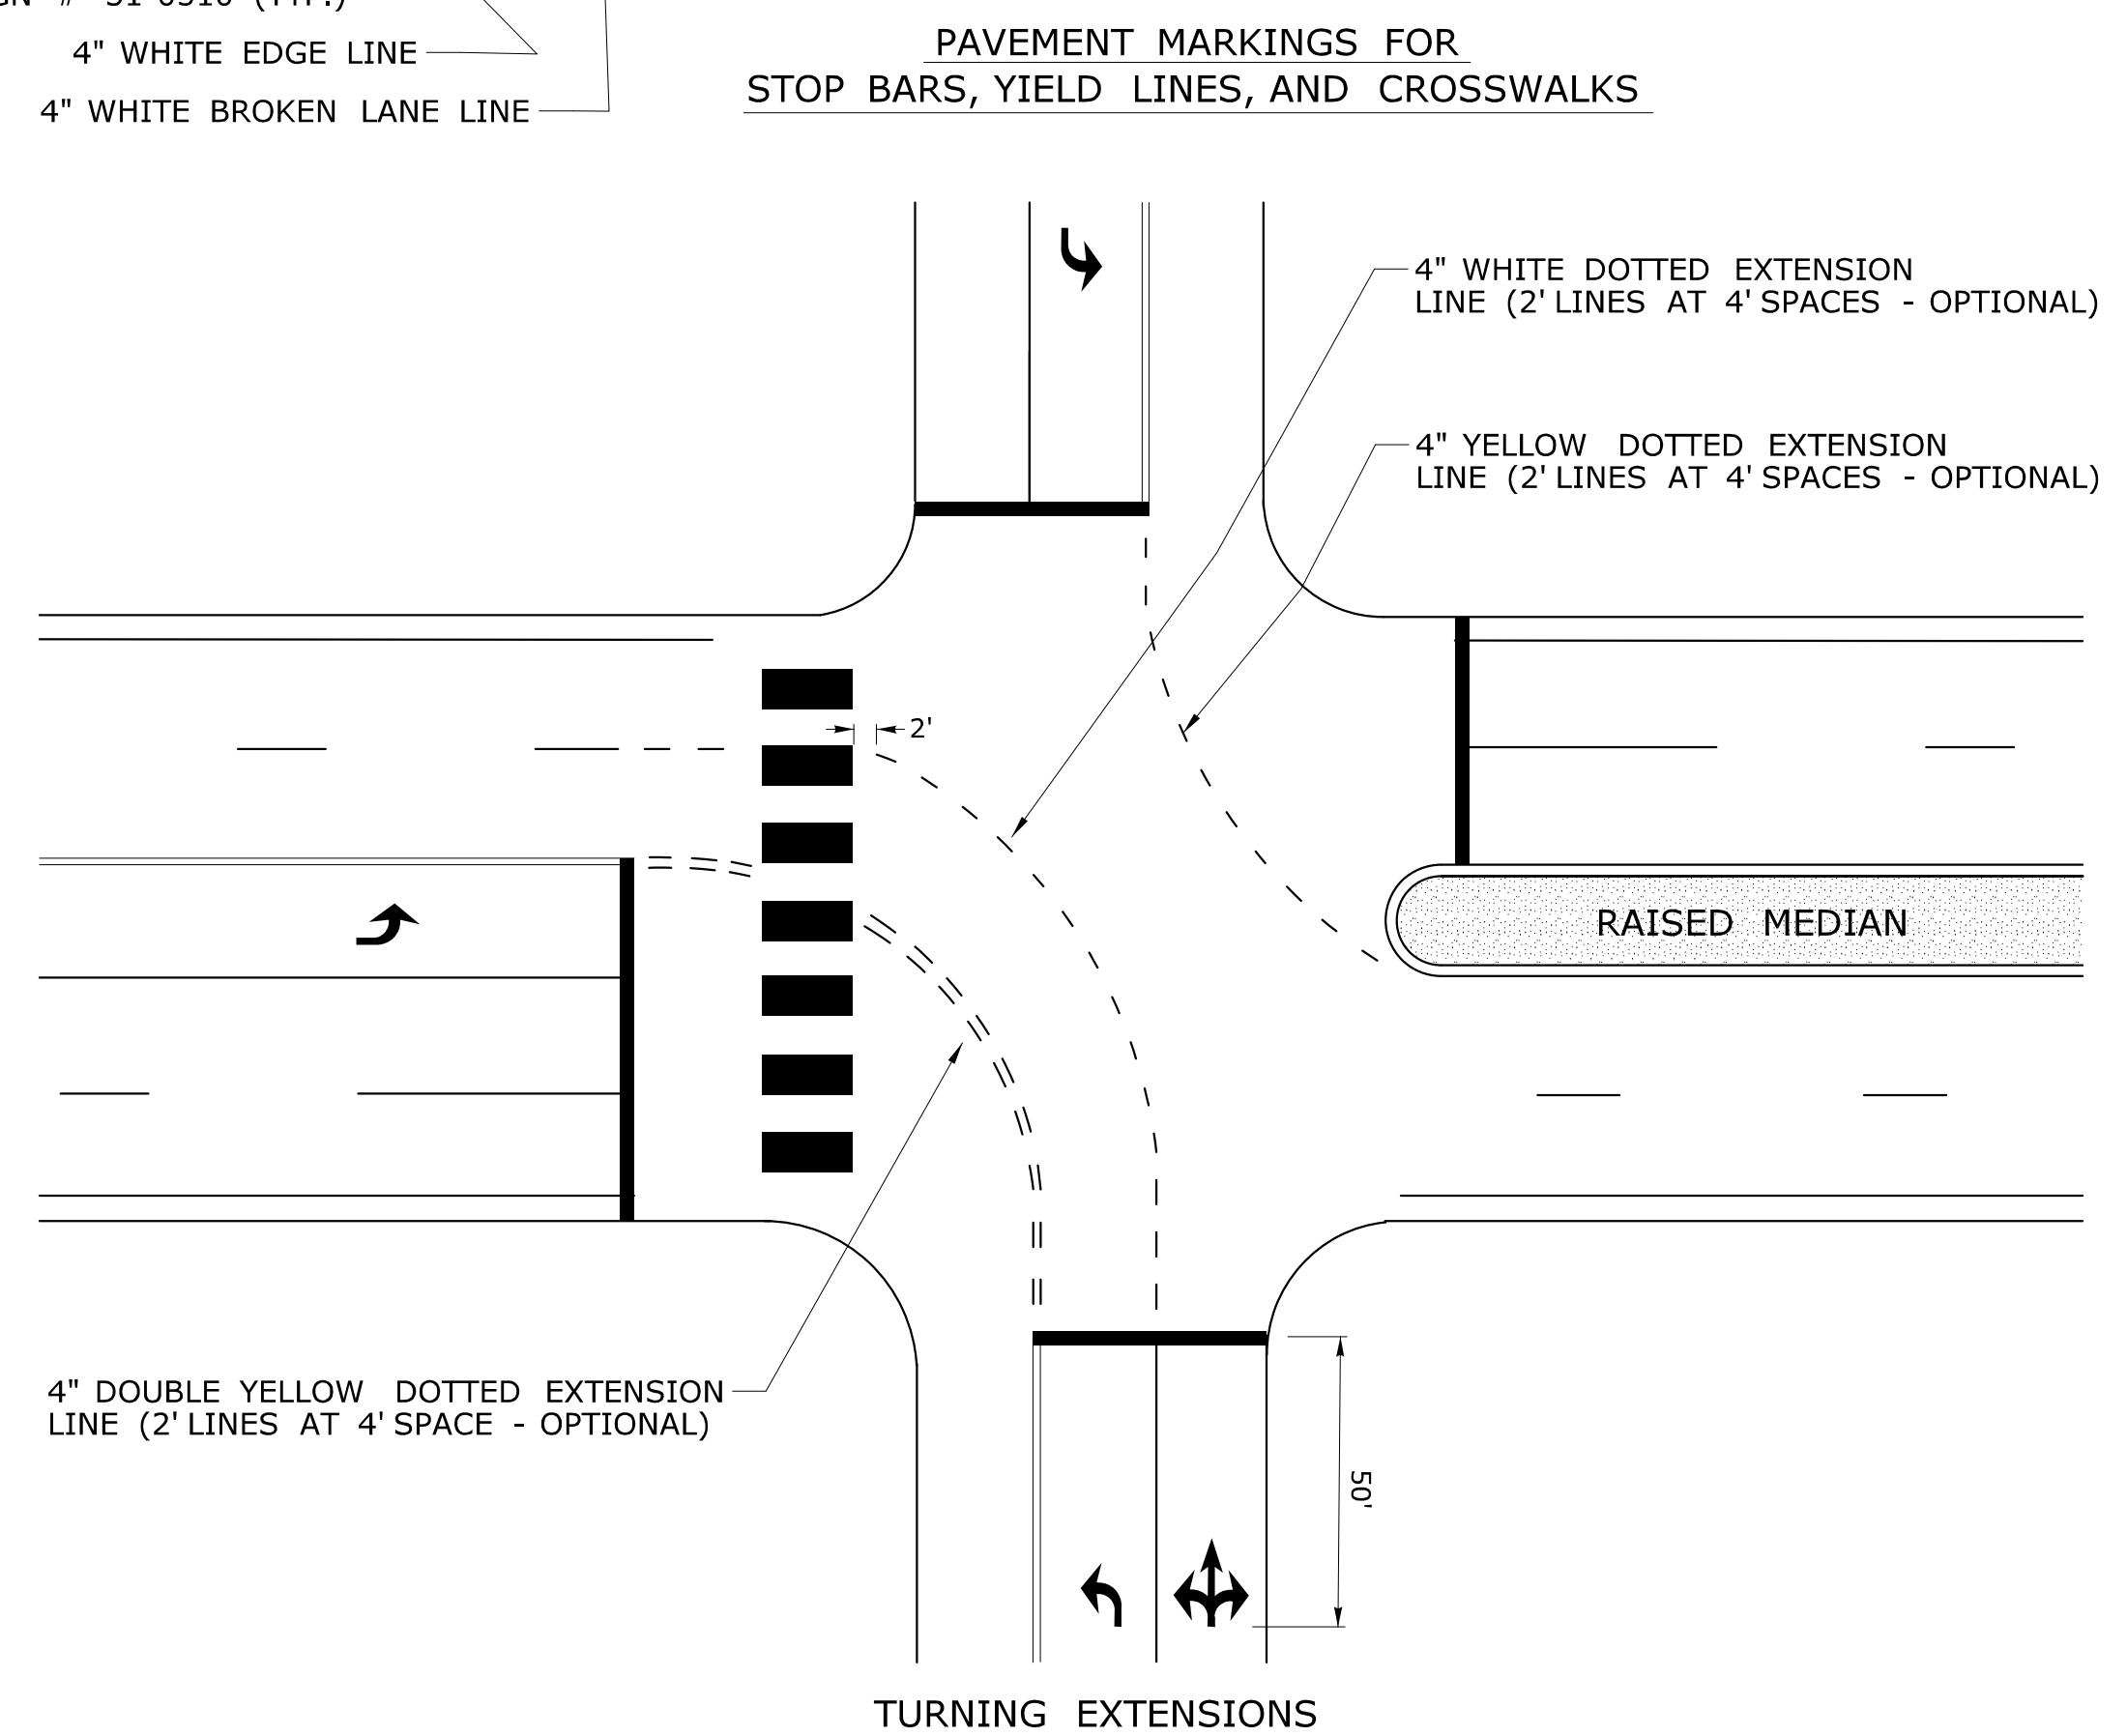 4" WHITE EDGE LINE
4" WHITE BROKEN LANE LINE
PAVEMENT MARKINGS FOR
STOP BARS, YIELD LINES, AND CROSSWALKS
4" WHITE DOTTED EXTENSION
LINE (2' LINES AT 4' SPACES - OPTIONAL)
4" YELLOW DOTTED EXTENSION
LINE (2' LINES AT 4' SPACES - OPTIONAL)
2'
RAISED MEDIAN
4" DOUBLE YELLOW DOTTED EXTENSION
LINE (2' LINES AT 4' SPACE - OPTIONAL)
50'
TURNING EXTENSIONS